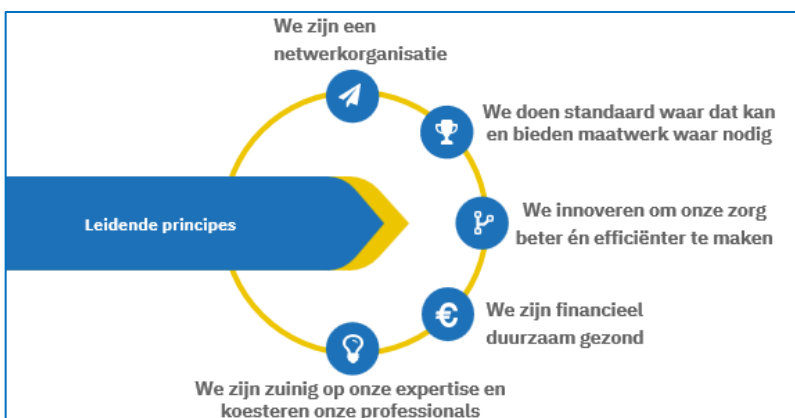 We zijn een
netwerkorganisatie
We doen standaard waar dat kan
en bieden maatwerk waar nodig
Leidende principes
We innoveren om onze zorg
beter én efficiënter te maken
We zijn financieel
duurzaam gezond
We zijn zuinig op onze expertise en
koesteren onze professionals